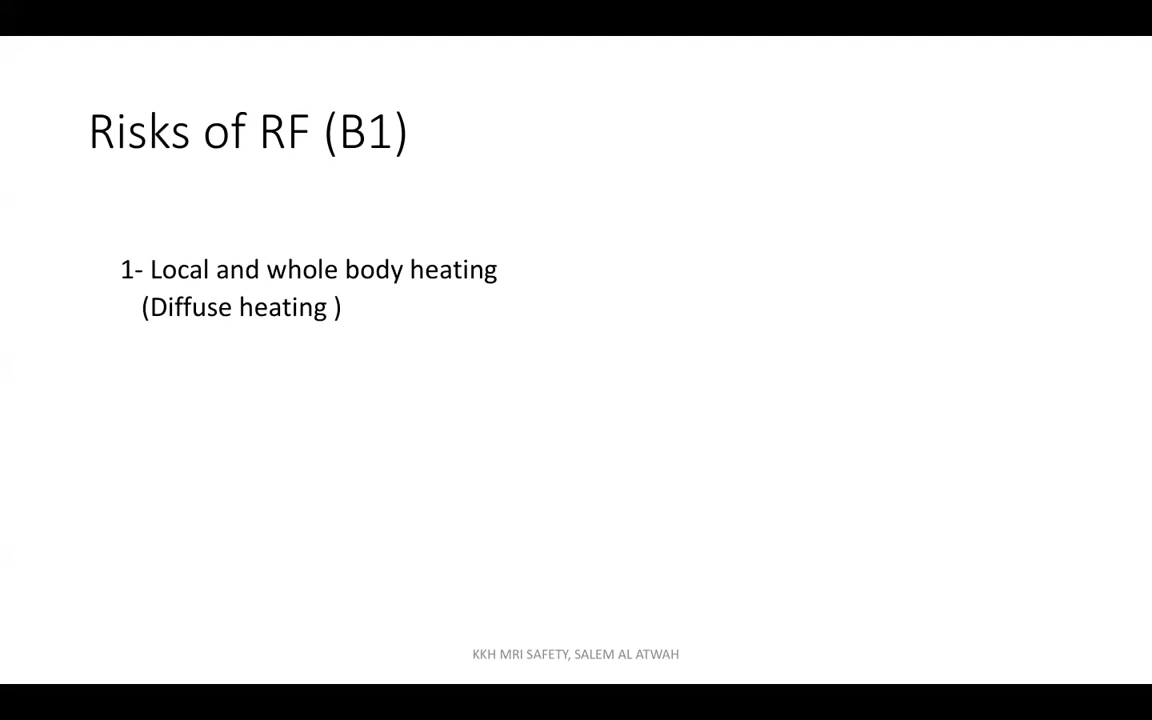 Risks of RF (B1)
1- Local and whole body heating
(Diffuse heating )
KKH MRI SAFETY, SALEM AL ATWAH